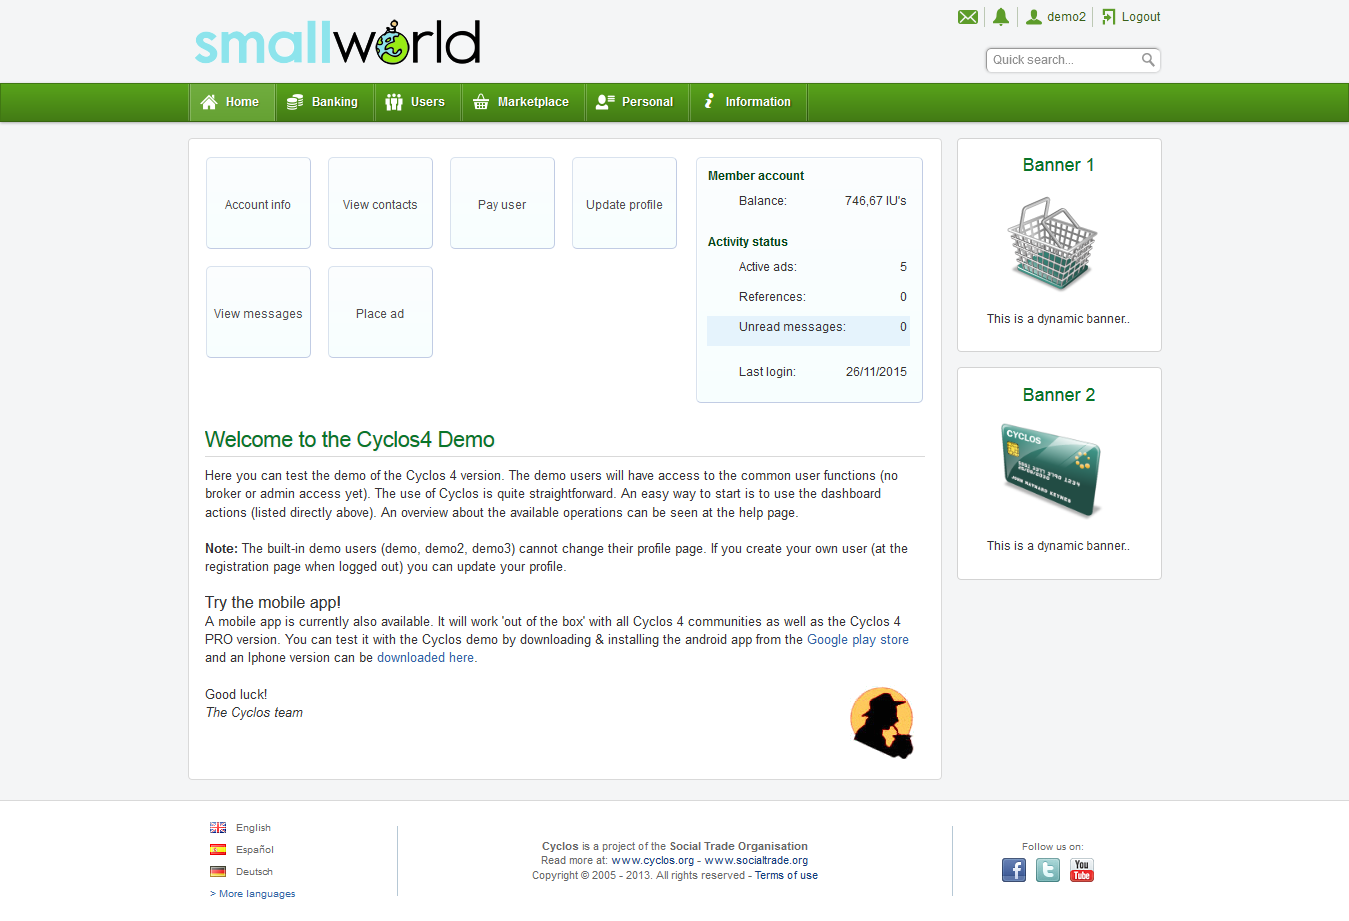 smallworld
demo2
Logout
Quick search...
Home
Banking
Users
Marketplace
Personal
Information
Account info
View contacts
Pay user
Update profile
View messages
Place ad
Member account
Balance: 746,67 IU's
Activity status
Active ads: 5
References: 0
Unread messages: 0
Last login: 26/11/2015
Banner 1
This is a dynamic banner..
Banner 2
CYCLOS
JOHN MAYNARD KEYNES
This is a dynamic banner..
Welcome to the Cyclos4 Demo
Here you can test the demo of the Cyclos 4 version. The demo users will have access to the common user functions (no
broker or admin access yet). The use of Cyclos is quite straightforward. An easy way to start is to use the dashboard
actions (listed directly above). An overview about the available operations can be seen at the help page.
Note: The built-in demo users (demo, demo2, demo3) cannot change their profile page. If you create your own user (at the
registration page when logged out) you can update your profile.
Try the mobile app!
A mobile app is currently also available. It will work 'out of the box' with all Cyclos 4 communities as well as the Cyclos 4
PRO version. You can test it with the Cyclos demo by downloading & installing the android app from the Google play store
and an Iphone version can be downloaded here.
Good luck!
The Cyclos team
English
Español
Deutsch
> More languages
Cyclos is a project of the Social Trade Organisation
Read more at: www.cyclos.org - www.socialtrade.org
Copyright © 2005 - 2013. All rights reserved - Terms of use
Follow us on:
f
t
You
Tube